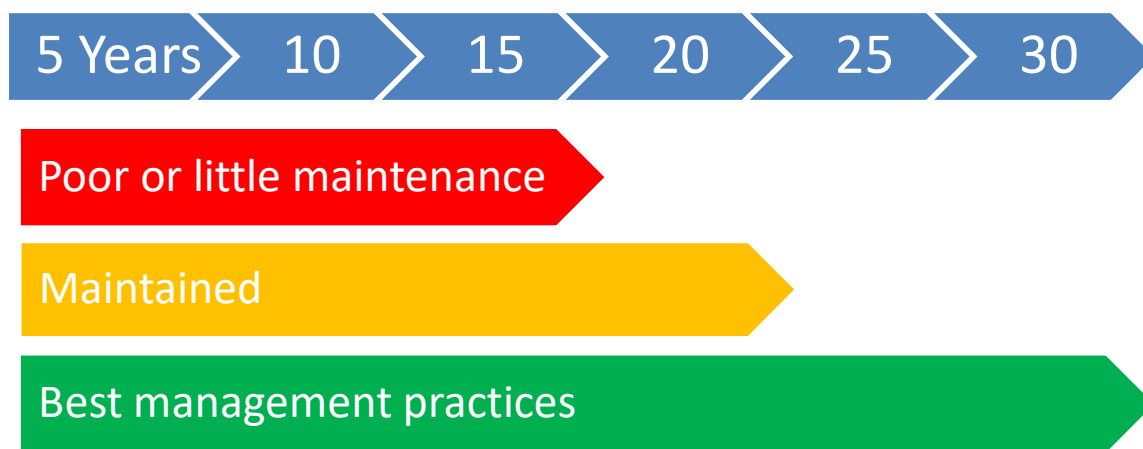 5 Years 10 15 20 25 30
Poor or little maintenance
Maintained
Best management practices